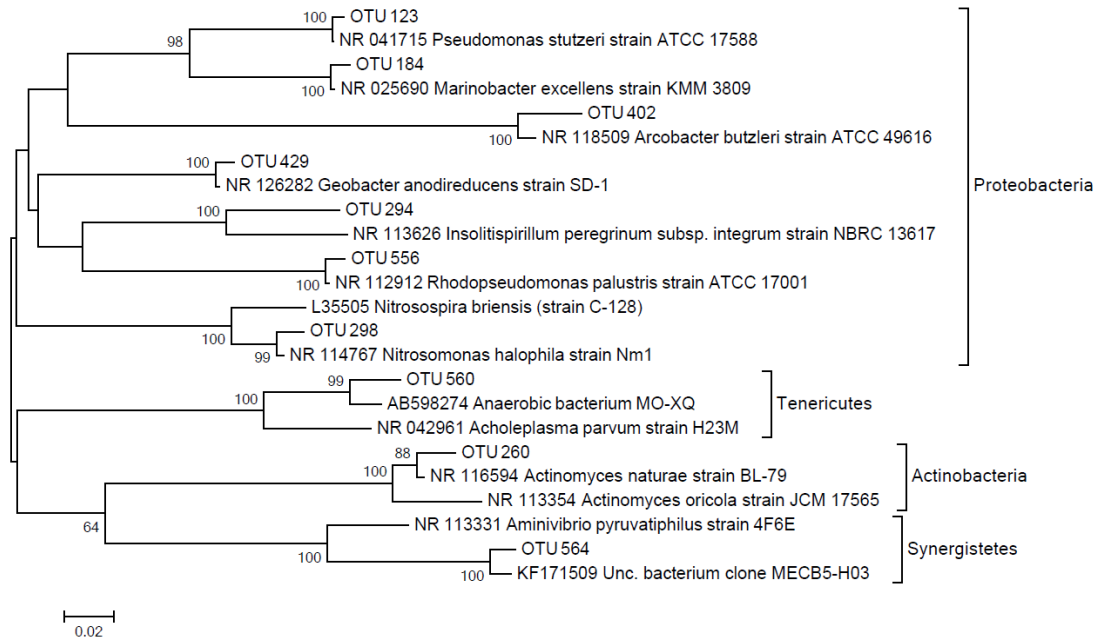 100 OTU 123
98 NR 041715 Pseudomonas stutzeri strain ATCC 17588
OTU 184
100 NR 025690 Marinobacter excellens strain KMM 3809
OTU 402
100 NR 118509 Arcobacter butzleri strain ATCC 49616
100 OTU 429
NR 126282 Geobacter anodireducens strain SD-1
Proteobacteria
100 OTU 294
NR 113626 Insolitispirillum peregrinum subsp. integrum strain NBRC 13617
OTU 556
100 NR 112912 Rhodopseudomonas palustris strain ATCC 17001
L35505 Nitrosospira briensis (strain C-128)
100 OTU 298
99 NR 114767 Nitrosomonas halophila strain Nm1
99 OTU 560
100 AB598274 Anaerobic bacterium MO-XQ
Tenericutes
NR 042961 Acholeplasma parvum strain H23M
88 OTU 260
100 NR 116594 Actinomyces naturae strain BL-79
Actinobacteria
NR 113354 Actinomyces oricola strain JCM 17565
64 NR 113331 Aminivibrio pyruvatiphilus strain 4F6E
100 OTU 564
Synergistetes
100 KF171509 Unc. bacterium clone MECB5-H03
0.02